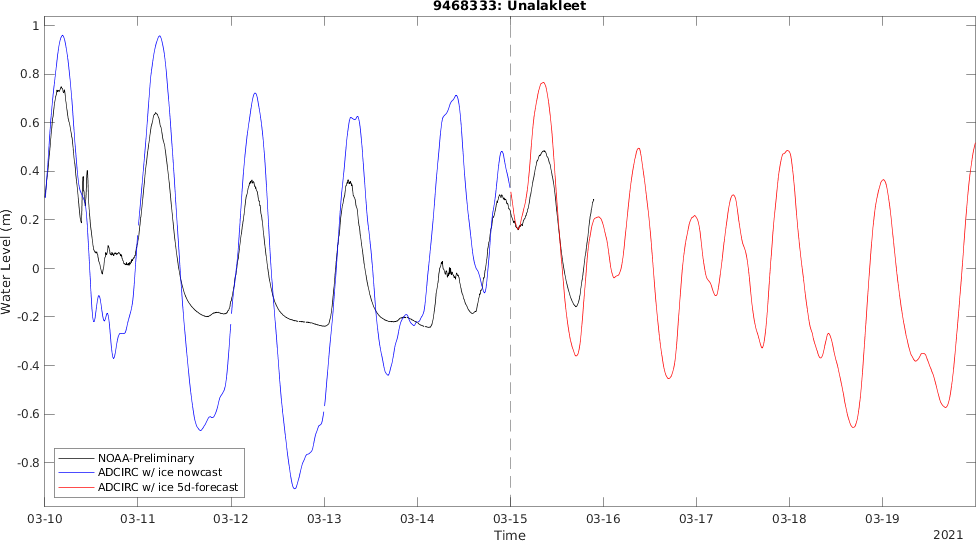 9468333: Unalakleet
1
0.8
0.6
0.4
0.2
0
-0.2
-0.4
-0.6
-0.8
Water Level (m)
NOAA-Preliminary
ADCIRC w/ ice nowcast
ADCIRC w/ ice 5d-forecast
03-10 03-11 03-12 03-13 03-14 03-15 03-16 03-17 03-18 03-19
Time
2021